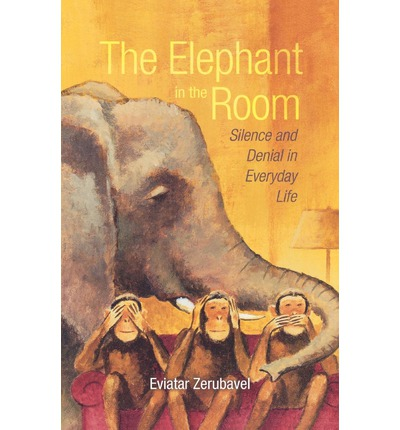 The Elephant
in the
Room
Silence and
Denial in
Everyday
Life
Eviatar Zerubavel